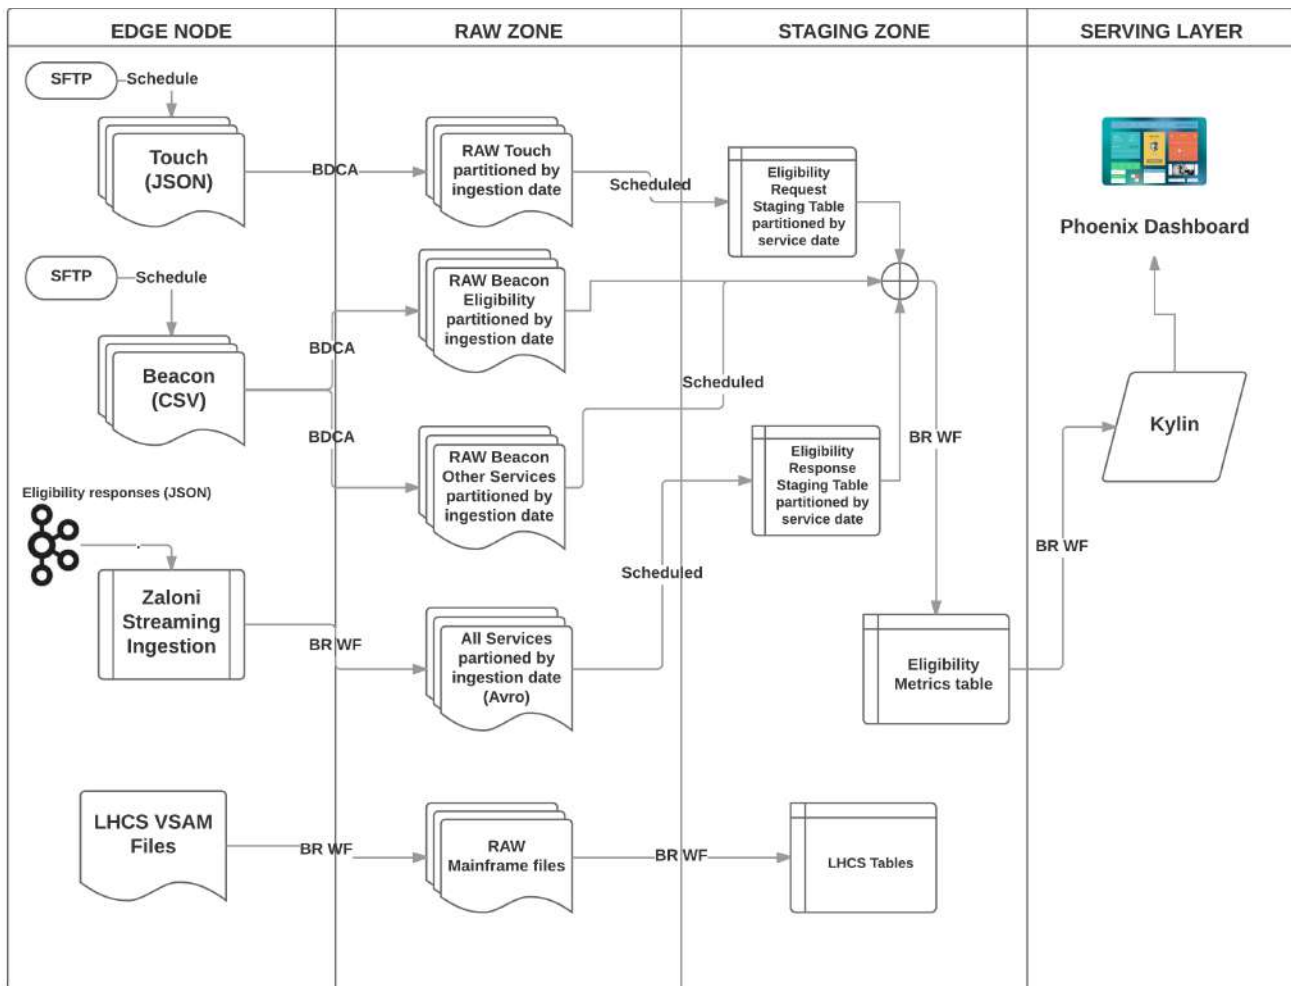 EDGE NODE
RAW ZONE
STAGING ZONE
SERVING LAYER
SFTP
Schedule
Touch
(JSON)
BDCA
RAW Touch
partitioned by
ingestion date
Scheduled
Eligibility
Request
Staging Table
partitioned by
service date
Phoenix Dashboard
SFTP
Schedule
Beacon
(CSV)
BDCA
BDCA
RAW Beacon
Eligibility
partitioned by
ingestion date
RAW Beacon
Other Services
partitioned by
ingestion date
Scheduled
Eligibility
Response
Staging Table
partitioned by
service date
BR WF
Kylin
Eligibility responses (JSON)
Zaloni
Streaming
Ingestion
BR WF
All Services
partioned by
ingestion date
(Avro)
Scheduled
Eligibility
Metrics table
BR WF
LHCS VSAM
Files
BR WF
RAW
Mainframe files
BR WF
LHCS Tables